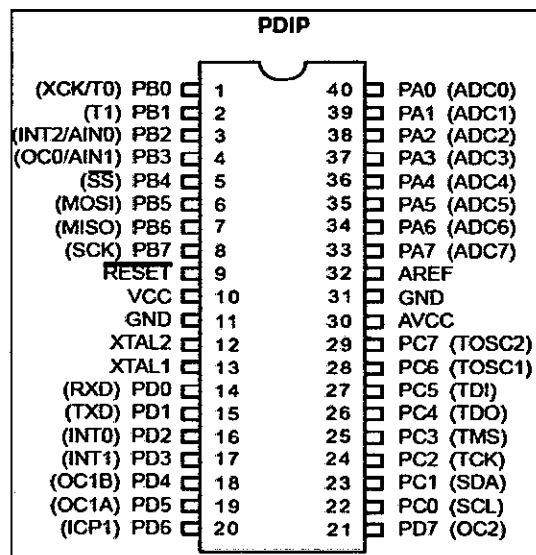 PDIP
(XCK/T0) PB0 1 40 PA0 (ADC0)
(T1) PB1 2 39 PA1 (ADC1)
(INT2/AIN0) PB2 3 38 PA2 (ADC2)
(OC0/AIN1) PB3 4 37 PA3 (ADC3)
(SS) PB4 5 36 PA4 (ADC4)
(MOSI) PB5 6 35 PA5 (ADC5)
(MISO) PB6 7 34 PA6 (ADC6)
(SCK) PB7 8 33 PA7 (ADC7)
RESET 9 32 AREF
VCC 10 31 GND
GND 11 30 AVCC
XTAL2 12 29 PC7 (TOSC2)
XTAL1 13 28 PC6 (TOSC1)
(RXD) PD0 14 27 PC5 (TDI)
(TXD) PD1 15 26 PC4 (TDO)
(INT0) PD2 16 25 PC3 (TMS)
(INT1) PD3 17 24 PC2 (TCK)
(OC1B) PD4 18 23 PC1 (SDA)
(OC1A) PD5 19 22 PC0 (SCL)
(ICP1) PD6 20 21 PD7 (OC2)